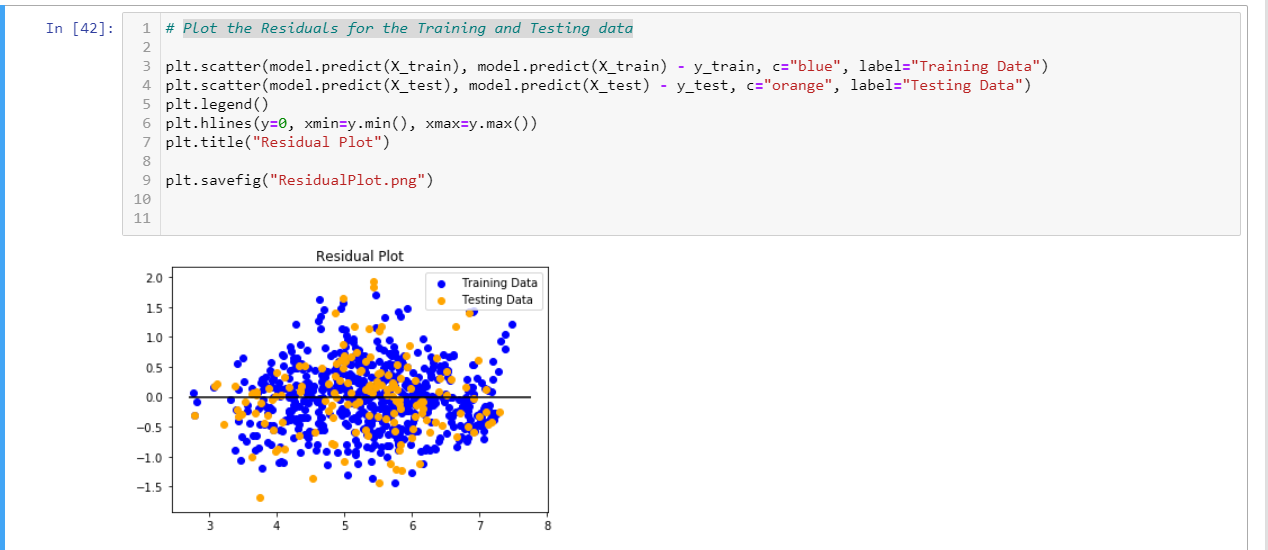 In [42]:
1 # Plot the Residuals for the Training and Testing data
2
3 plt.scatter(model.predict(X_train), model.predict(X_train) - y_train, c="blue", label="Training Data")
4 plt.scatter(model.predict(X_test), model.predict(X_test) - y_test, c="orange", label="Testing Data")
5 plt.legend()
6 plt.hlines(y=0, xmin=y.min(), xmax=y.max())
7 plt.title("Residual Plot")
8
9 plt.savefig("ResidualPlot.png")
10
11
Residual Plot
Training Data
Testing Data
2.0
1.5
1.0
0.5
0.0
−0.5
−1.0
−1.5
3 4 5 6 7 8